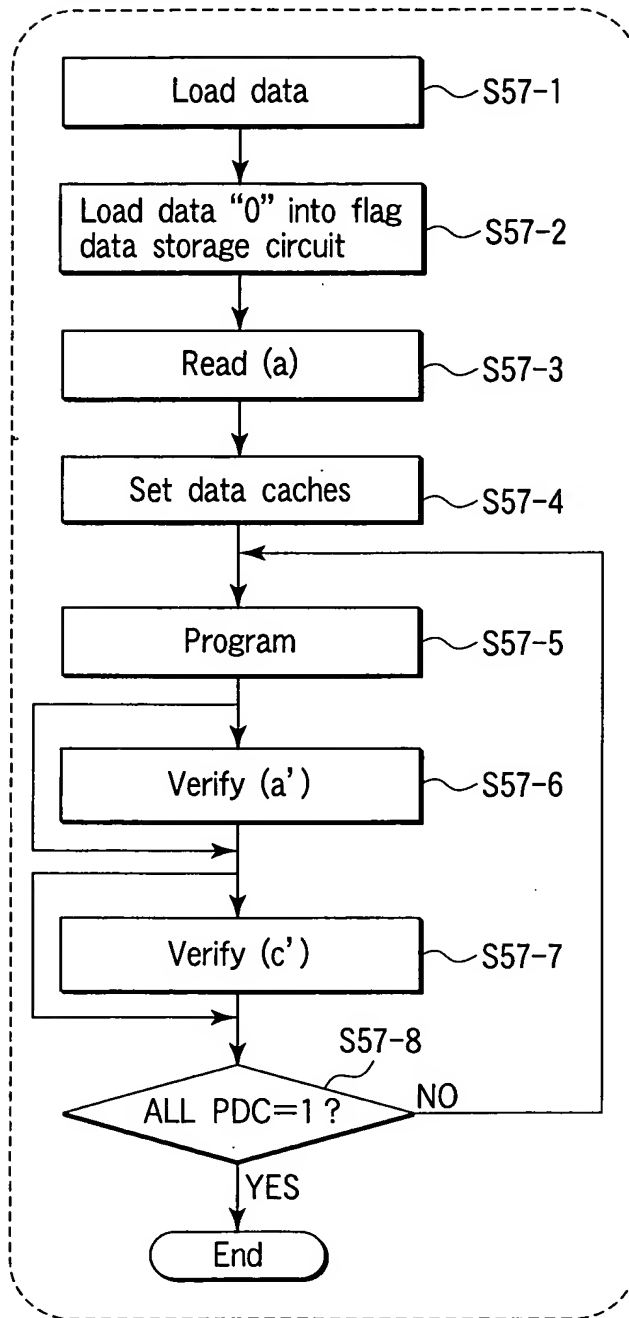 Load data
S57-1
Load data “0” into flag
data storage circuit
S57-2
Read (a)
S57-3
Set data caches
S57-4
Program
S57-5
Verify (a’)
S57-6
Verify (c’)
S57-7
S57-8
ALL PDC=1 ?
NO
YES
End